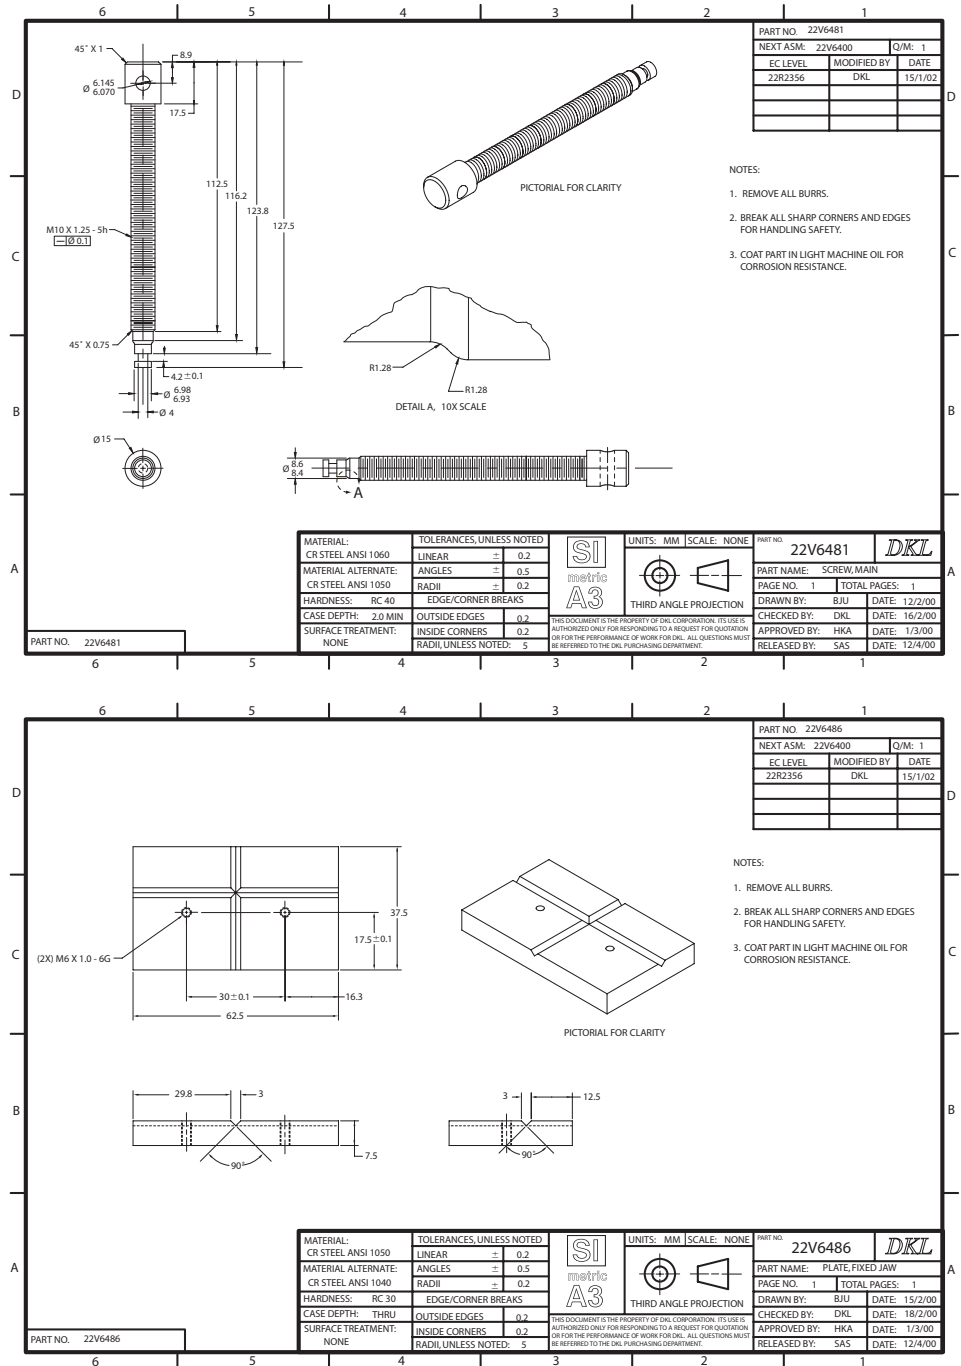 6 5 4 3 2 1
PART NO. 22V6481
NEXT ASM: 22V6400 Q/M: 1
EC LEVEL MODIFIED BY DATE
22R2356 DKL 15/1/02
D D
C C
B B
A A
45° X 1
8.9
Ø 6.145
6.070
17.5
112.5
116.2
123.8
127.5
M10 X 1.25 - 5h
— Ø 0.1
45° X 0.75
4.2±0.1
Ø 6.98
6.93
Ø 4
PICTORIAL FOR CLARITY
NOTES:
1. REMOVE ALL BURRS.
2. BREAK ALL SHARP CORNERS AND EDGES
FOR HANDLING SAFETY.
3. COAT PART IN LIGHT MACHINE OIL FOR
CORROSION RESISTANCE.
R1.28
R1.28
DETAIL A, 10X SCALE
Ø 15
Ø 8.6
8.4
A
MATERIAL:
CR STEEL ANSI 1060
MATERIAL ALTERNATE:
CR STEEL ANSI 1050
HARDNESS: RC 40
CASE DEPTH: 2.0 MIN
SURFACE TREATMENT:
NONE
TOLERANCES, UNLESS NOTED
LINEAR ± 0.2
ANGLES ± 0.5
RADII ± 0.2
EDGE/CORNER BREAKS
OUTSIDE EDGES 0.2
INSIDE CORNERS 0.2
RADII, UNLESS NOTED: 5
SI
metric
A3
UNITS: MM SCALE: NONE
THIRD ANGLE PROJECTION
THIS DOCUMENT IS THE PROPERTY OF DKL CORPORATION. ITS USE IS
AUTHORIZED ONLY FOR RESPONDING TO A REQUEST FOR QUOTATION
OR FOR THE PERFORMANCE OF WORK FOR DKL. ALL QUESTIONS MUST
BE REFERRED TO THE DKL PURCHASING DEPARTMENT.
PART NO. 22V6481 DKL
PART NAME: SCREW, MAIN
PAGE NO. 1 TOTAL PAGES: 1
DRAWN BY: BJU DATE: 12/2/00
CHECKED BY: DKL DATE: 16/2/00
APPROVED BY: HKA DATE: 1/3/00
RELEASED BY: SAS DATE: 12/4/00
PART NO. 22V6481
6 5 4 3 2 1
6 5 4 3 2 1
PART NO. 22V6486
NEXT ASM: 22V6400 Q/M: 1
EC LEVEL MODIFIED BY DATE
22R2356 DKL 15/1/02
D D
C C
B B
A A
37.5
17.5±0.1
(2X) M6 X 1.0 - 6G
30±0.1
16.3
62.5
PICTORIAL FOR CLARITY
NOTES:
1. REMOVE ALL BURRS.
2. BREAK ALL SHARP CORNERS AND EDGES
FOR HANDLING SAFETY.
3. COAT PART IN LIGHT MACHINE OIL FOR
CORROSION RESISTANCE.
29.8 3
7.5
90°
3 12.5
90°
MATERIAL:
CR STEEL ANSI 1050
MATERIAL ALTERNATE:
CR STEEL ANSI 1040
HARDNESS: RC 30
CASE DEPTH: THRU
SURFACE TREATMENT:
NONE
TOLERANCES, UNLESS NOTED
LINEAR ± 0.2
ANGLES ± 0.5
RADII ± 0.2
EDGE/CORNER BREAKS
OUTSIDE EDGES 0.2
INSIDE CORNERS 0.2
RADII, UNLESS NOTED: 5
SI
metric
A3
UNITS: MM SCALE: NONE
THIRD ANGLE PROJECTION
THIS DOCUMENT IS THE PROPERTY OF DKL CORPORATION. ITS USE IS
AUTHORIZED ONLY FOR RESPONDING TO A REQUEST FOR QUOTATION
OR FOR THE PERFORMANCE OF WORK FOR DKL. ALL QUESTIONS MUST
BE REFERRED TO THE DKL PURCHASING DEPARTMENT.
PART NO. 22V6486 DKL
PART NAME: PLATE, FIXED JAW
PAGE NO. 1 TOTAL PAGES: 1
DRAWN BY: BJU DATE: 15/2/00
CHECKED BY: DKL DATE: 18/2/00
APPROVED BY: HKA DATE: 1/3/00
RELEASED BY: SAS DATE: 12/4/00
PART NO. 22V6486
6 5 4 3 2 1